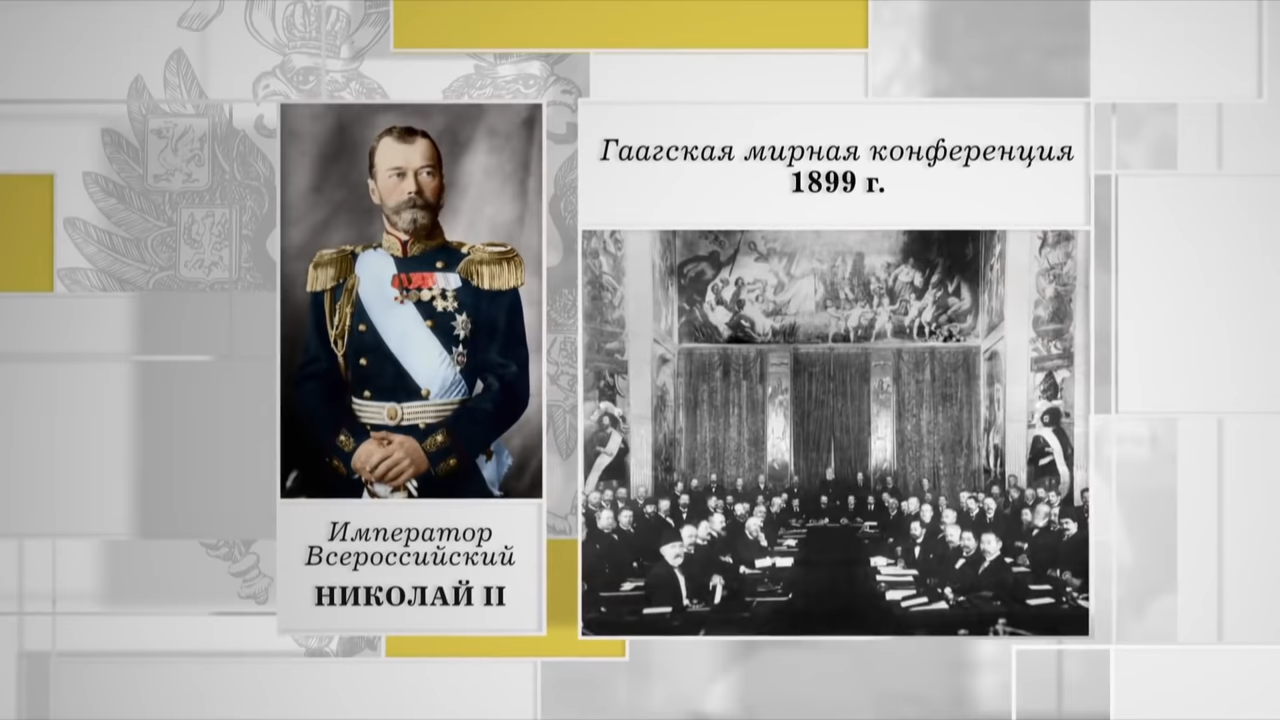 Гаагская мирная конференция
1899 г.
Император
Всероссийский
НИКОЛАЙ II